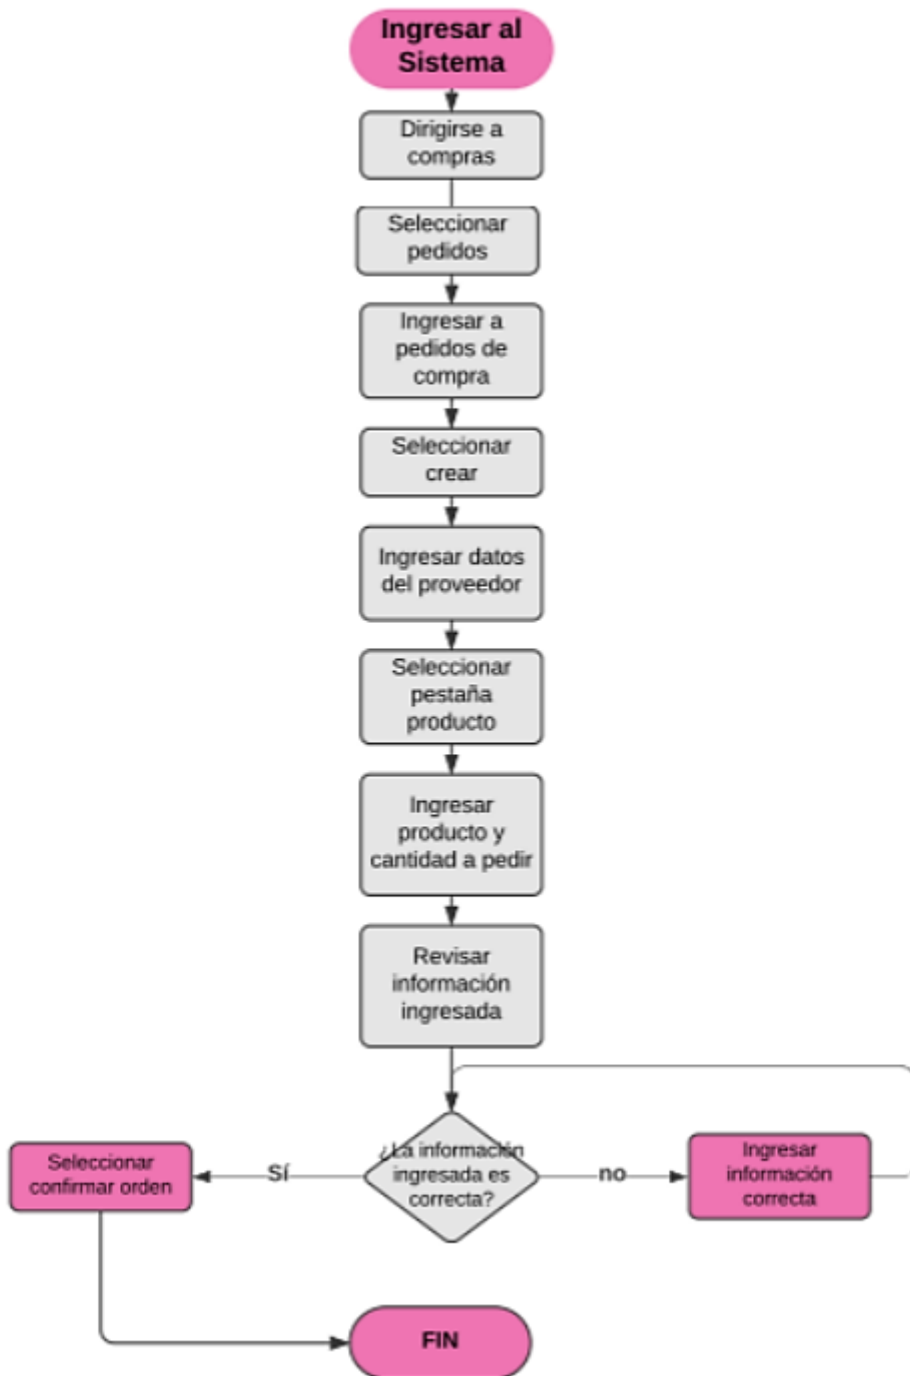 Ingresar al
Sistema
Dirigirse a
compras
Seleccionar
pedidos
Ingresar a
pedidos de
compra
Seleccionar
crear
Ingresar datos
del proveedor
Seleccionar
pestaña
producto
Ingresar
producto y
cantidad a pedir
Revisar
información
ingresada
¿La información
ingresada es
correcta?
Sí
Seleccionar
confirmar orden
no
Ingresar
información
correcta
FIN